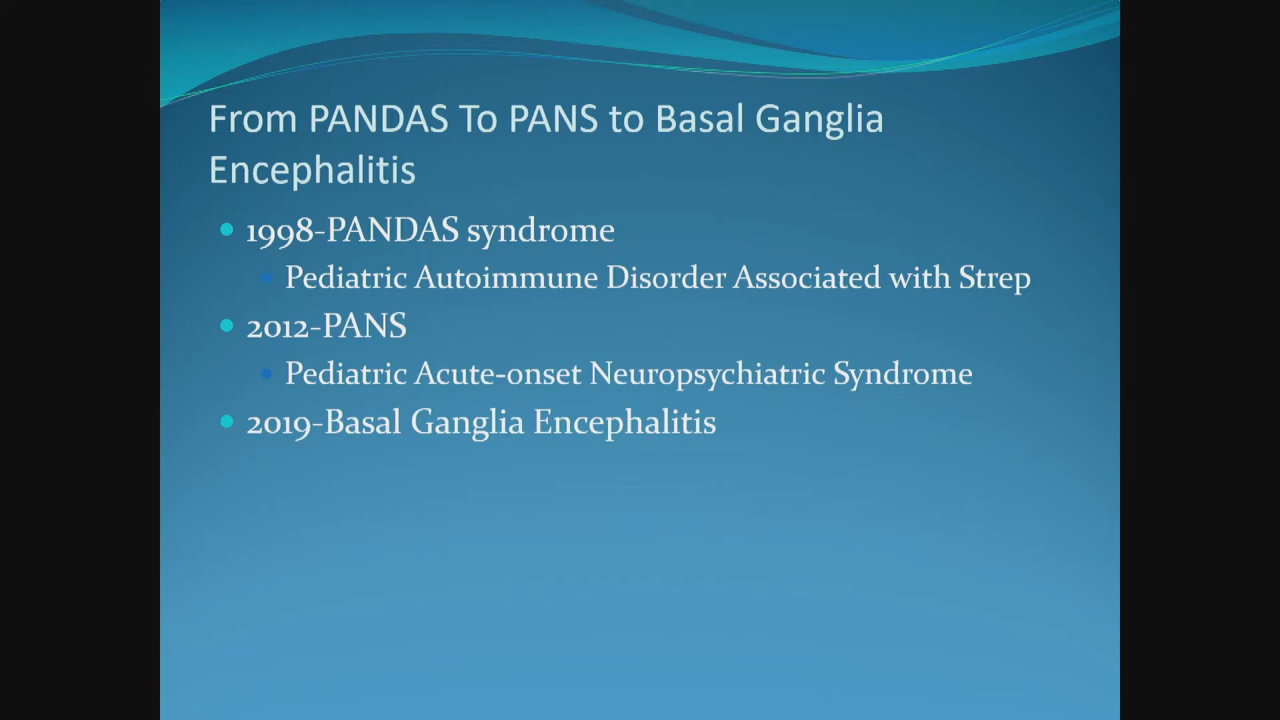 From PANDAS To PANS to Basal Ganglia
Encephalitis
1998-PANDAS syndrome
Pediatric Autoimmune Disorder Associated with Strep
2012-PANS
Pediatric Acute-onset Neuropsychiatric Syndrome
2019-Basal Ganglia Encephalitis